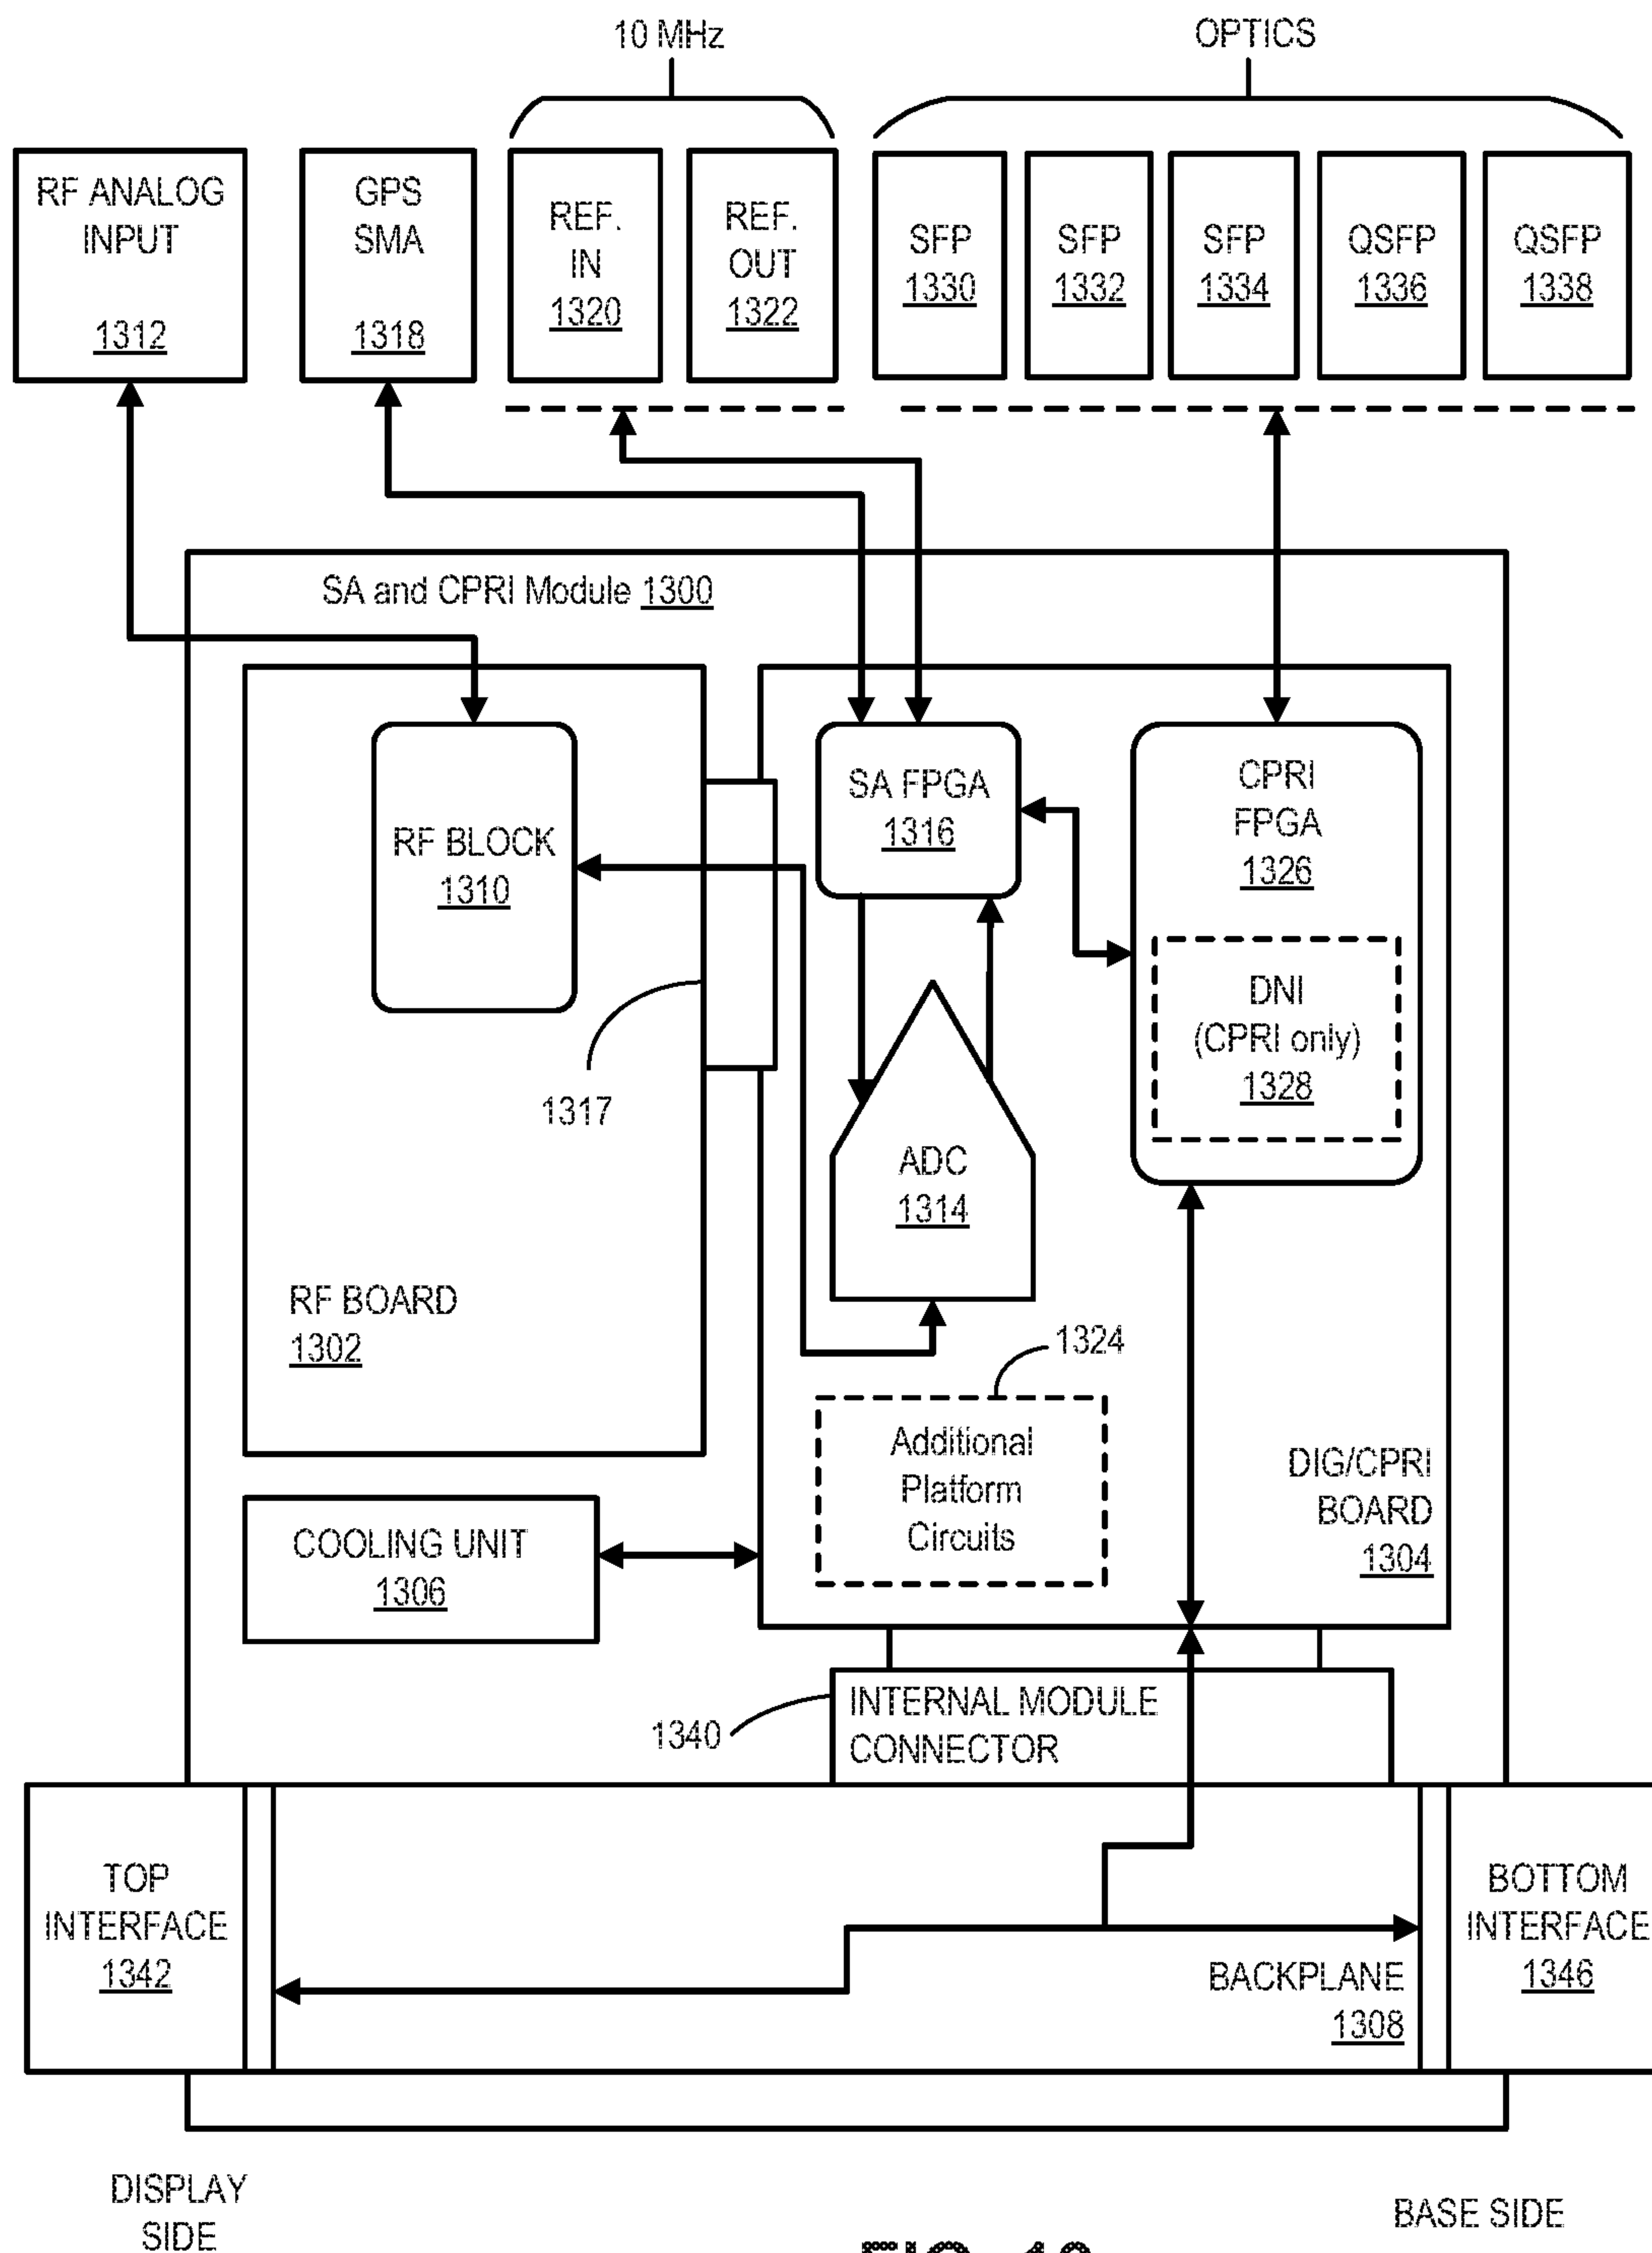 10 MHz
OPTICS
RF ANALOG
INPUT
1312
GPS
SMA
1318
REF.
IN
1320
REF.
OUT
1322
SFP
1330
SFP
1332
SFP
1334
QSFP
1336
QSFP
1338
SA and CPRI Module 1300
RF BLOCK
1310
SA FPGA
1316
CPRI
FPGA
1326
DNI
(CPRI only)
1328
1317
ADC
1314
RF BOARD
1302
1324
Additional
Platform
Circuits
DIG/CPRI
BOARD
1304
COOLING UNIT
1306
1340
INTERNAL MODULE
CONNECTOR
TOP
INTERFACE
1342
BACKPLANE
1308
BOTTOM
INTERFACE
1346
DISPLAY
SIDE
BASE SIDE